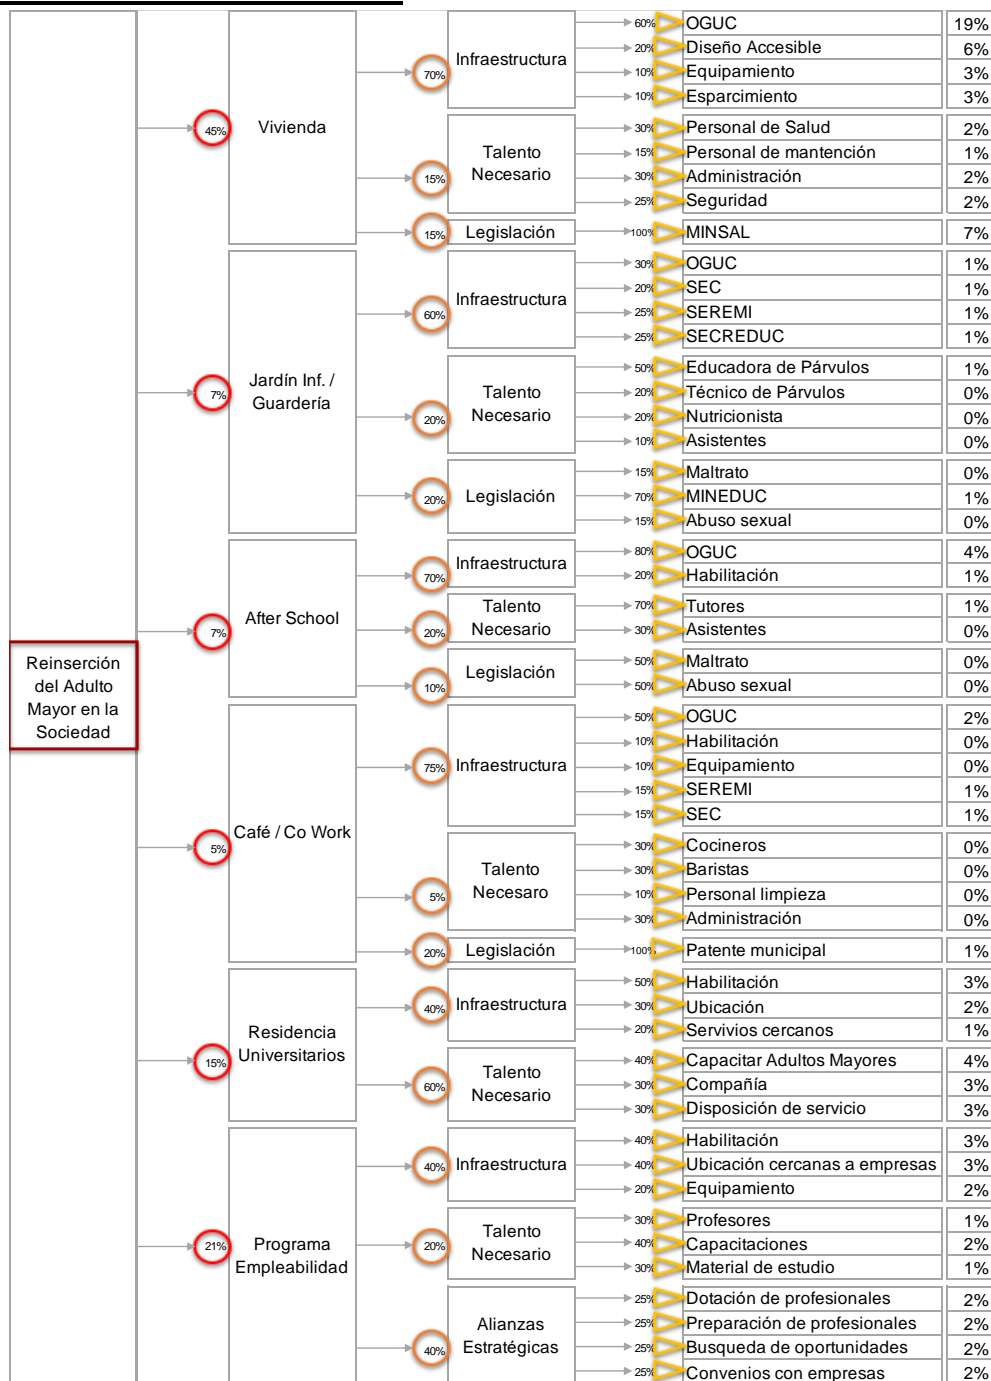 60% OGUC 19%
20% Diseño Accesible 6%
70% Infraestructura
10% Equipamiento 3%
10% Esparcimiento 3%
45% Vivienda
30% Personal de Salud 2%
15% Personal de mantención 1%
15% Talento
Necesario
30% Administración 2%
25% Seguridad 2%
15% Legislación 100% MINSAL 7%
30% OGUC 1%
20% SEC 1%
60% Infraestructura
25% SEREMI 1%
25% SECREDUC 1%
7% Jardín Inf. /
Guardería
50% Educadora de Párvulos 1%
20% Técnico de Párvulos 0%
20% Talento
Necesario
20% Nutricionista 0%
10% Asistentes 0%
15% Maltrato 0%
20% Legislación 70% MINEDUC 1%
15% Abuso sexual 0%
70% Infraestructura
80% OGUC 4%
20% Habilitación 1%
7% After School
20% Talento
Necesario
70% Tutores 1%
30% Asistentes 0%
10% Legislación
50% Maltrato 0%
50% Abuso sexual 0%
Reinserción
del Adulto
Mayor en la
Sociedad
50% OGUC 2%
10% Habilitación 0%
75% Infraestructura 10% Equipamiento 0%
15% SEREMI 1%
15% SEC 1%
5% Café / Co Work
30% Cocineros 0%
30% Baristas 0%
5% Talento
Necesaro
10% Personal limpieza 0%
30% Administración 0%
20% Legislación 100% Patente municipal 1%
50% Habilitación 3%
40% Infraestructura 30% Ubicación 2%
20% Servivios cercanos 1%
15% Residencia
Universitarios
40% Capacitar Adultos Mayores 4%
60% Talento
Necesario
30% Compañía 3%
30% Disposición de servicio 3%
40% Habilitación 3%
40% Infraestructura 40% Ubicación cercanas a empresas 3%
20% Equipamiento 2%
21% Programa
Empleabilidad
30% Profesores 1%
20% Talento
Necesario
40% Capacitaciones 2%
30% Material de estudio 1%
25% Dotación de profesionales 2%
25% Preparación de profesionales 2%
40% Alianzas
Estratégicas
25% Busqueda de oportunidades 2%
25% Convenios con empresas 2%